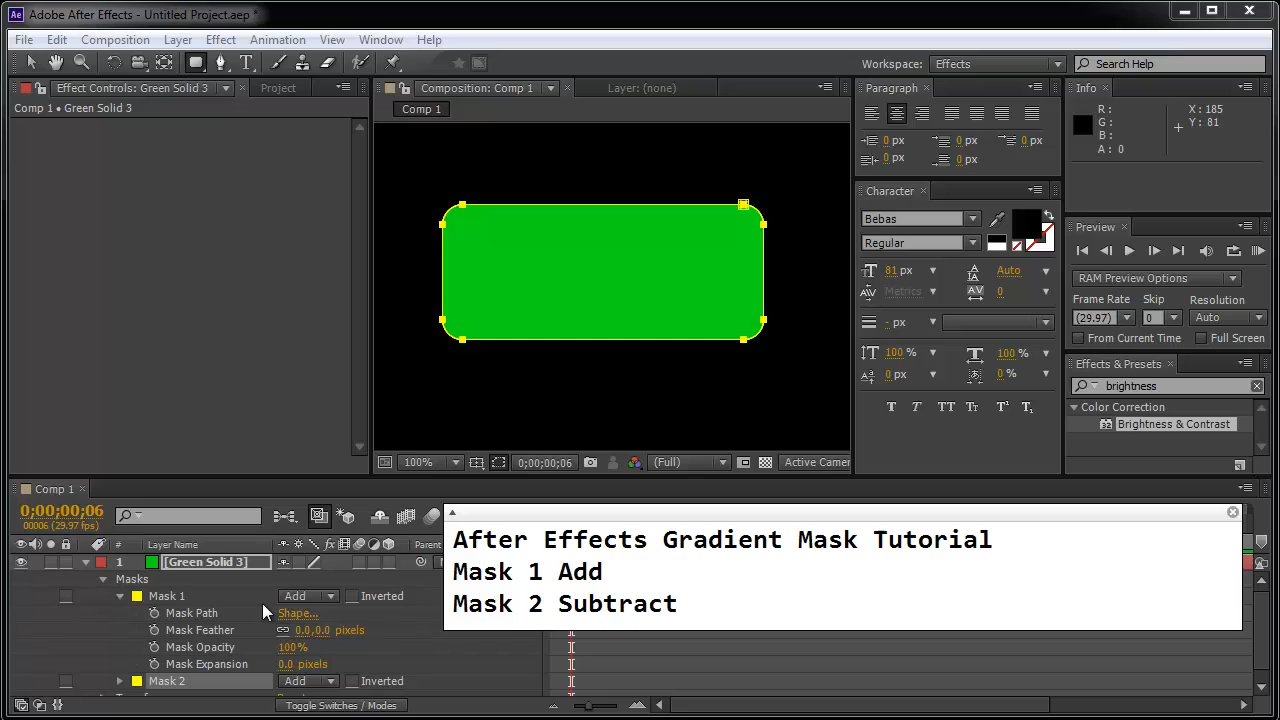 Adobe After Effects - Untitled Project.aep *
File Edit Composition Layer Effect Animation View Window Help
Workspace: Effects Search Help
Effect Controls: Green Solid 3 Project
Comp 1 • Green Solid 3
Composition: Comp 1 Layer: (none)
Comp 1
100% 0;00;00;06 (Full) Active Camer
Paragraph
0 px 0 px 0 px
0 px 0 px
Character
Bebas
Regular
81 px Auto
Metrics 0
- px
100 % 100 %
0 px 0 %
T T TT Tt T¹ T₁
Info
R: X: 185
G: Y: 81
B:
A: 0
Preview
RAM Preview Options
Frame Rate Skip Resolution
(29.97) 0 Auto
From Current Time Full Screen
Effects & Presets
brightness
Color Correction
32 Brightness & Contrast
Comp 1
0;00;00;06
00006 (29.97 fps)
# Layer Name fx Parent
1 [Green Solid 3]
Masks
Mask 1 Add Inverted
Mask Path Shape...
Mask Feather 0.0,0.0 pixels
Mask Opacity 100%
Mask Expansion 0.0 pixels
Mask 2 Add Inverted
Toggle Switches / Modes
After Effects Gradient Mask Tutorial
Mask 1 Add
Mask 2 Subtract